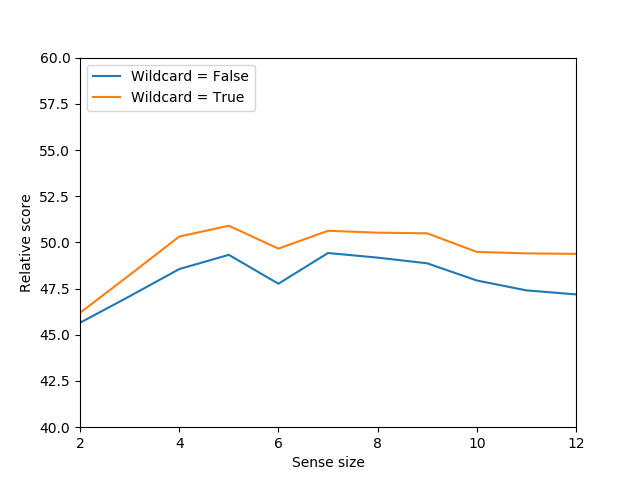 60.0
57.5
55.0
52.5
50.0
47.5
45.0
42.5
40.0
Relative score
Wildcard = False
Wildcard = True
2 4 6 8 10 12
Sense size